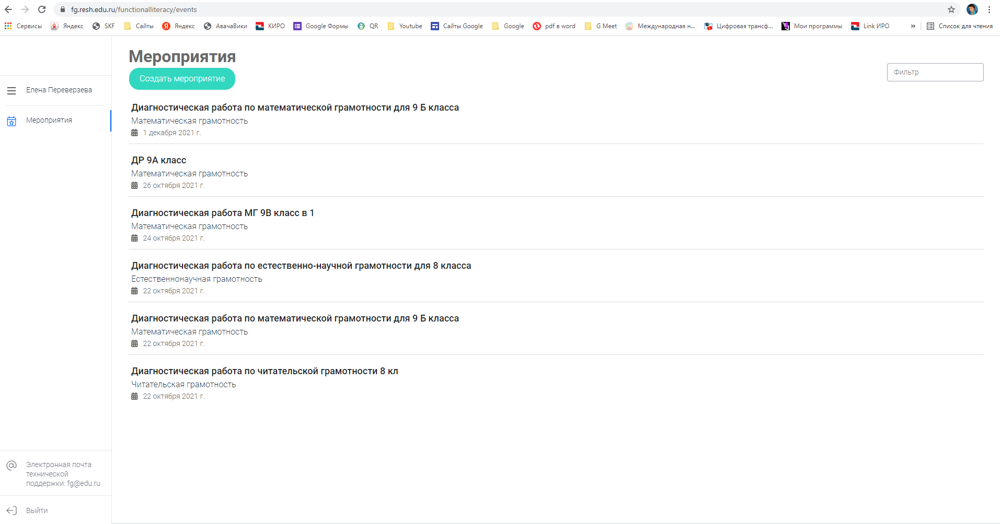 fg.resh.edu.ru/functionalliteracy/events
Сервисы Яндекс SKF Сайты Яндекс АвачаВики КИРО Google Формы QR Youtube Сайты Google Google pdf в word G Meet Международная н... Цифровая трансф... Мои программы Link ИРО » Список для чтения
Мероприятия
Создать мероприятие
Фильтр
Елена Переверзева
Мероприятия
Диагностическая работа по математической грамотности для 9 Б класса
Математическая грамотность
1 декабря 2021 г.
ДР 9А класс
Математическая грамотность
26 октября 2021 г.
Диагностическая работа МГ 9В класс в 1
Математическая грамотность
24 октября 2021 г.
Диагностическая работа по естественно-научной грамотности для 8 класса
Естественнонаучная грамотность
22 октября 2021 г.
Диагностическая работа по математической грамотности для 9 Б класса
Математическая грамотность
22 октября 2021 г.
Диагностическая работа по читательской грамотности 8 кл
Читательская грамотность
22 октября 2021 г.
Электронная почта
технической
поддержки: fg@edu.ru
Выйти